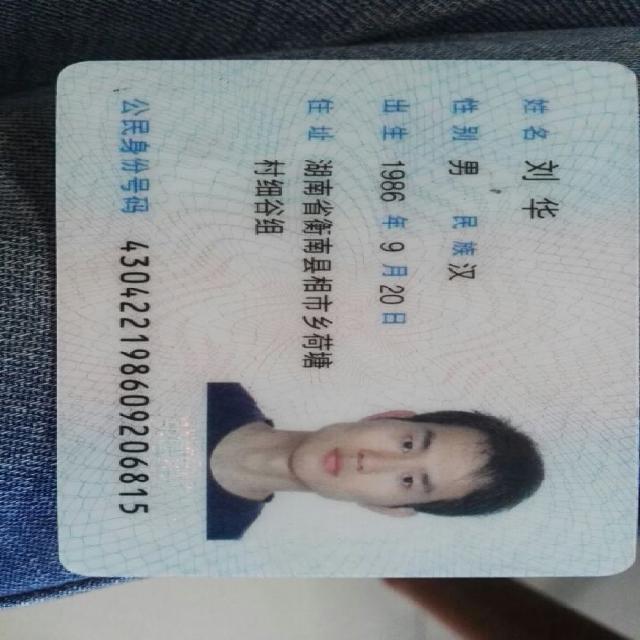 姓名 刘华
性别 男 民族 汉
出生 1986 年 9 月 20 日
住址 湖南省衡南县柏市乡荷塘
村细谷组
公民身份号码 430422198609206815